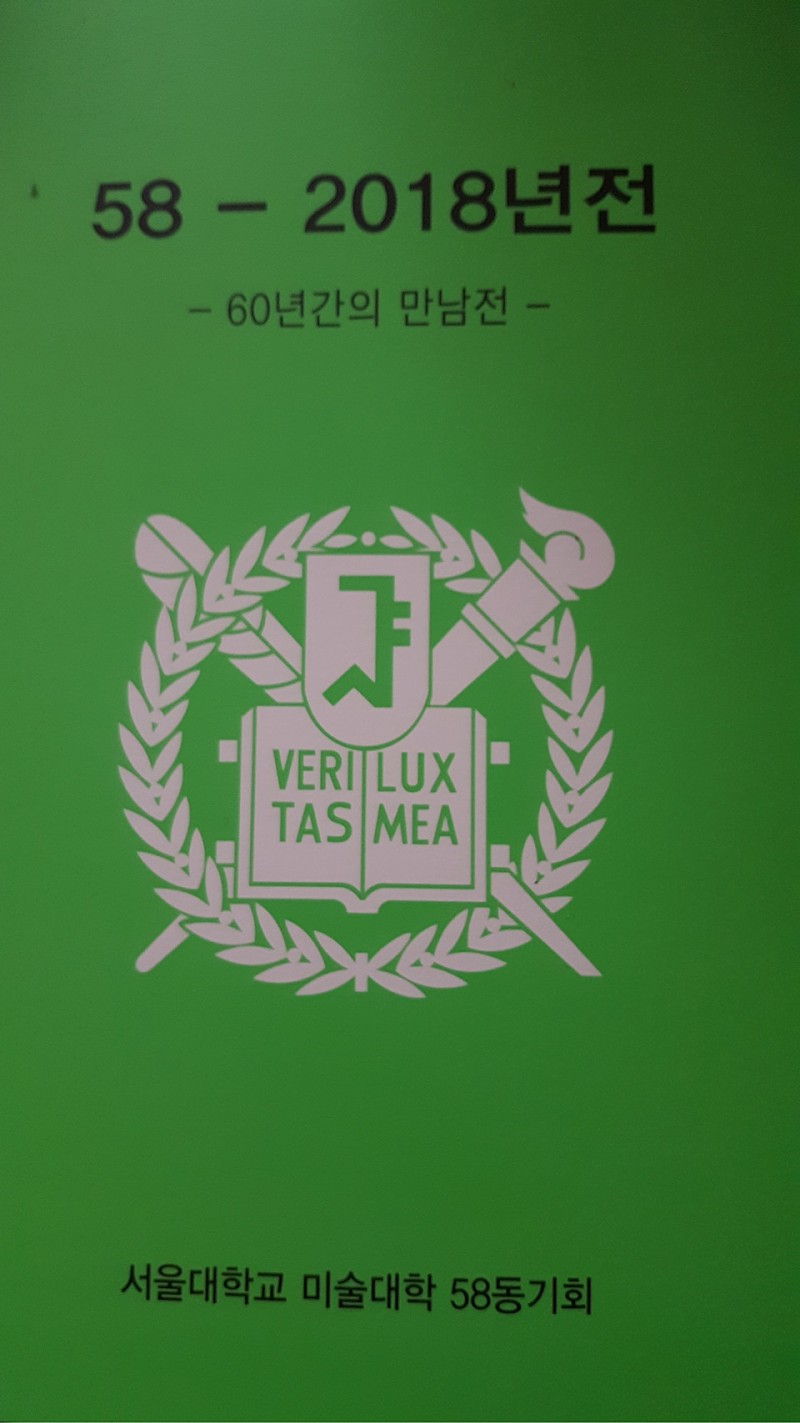 58 – 2018년전
– 60년간의 만남전 –
VERI LUX
TAS MEA
서울대학교 미술대학 58동기회